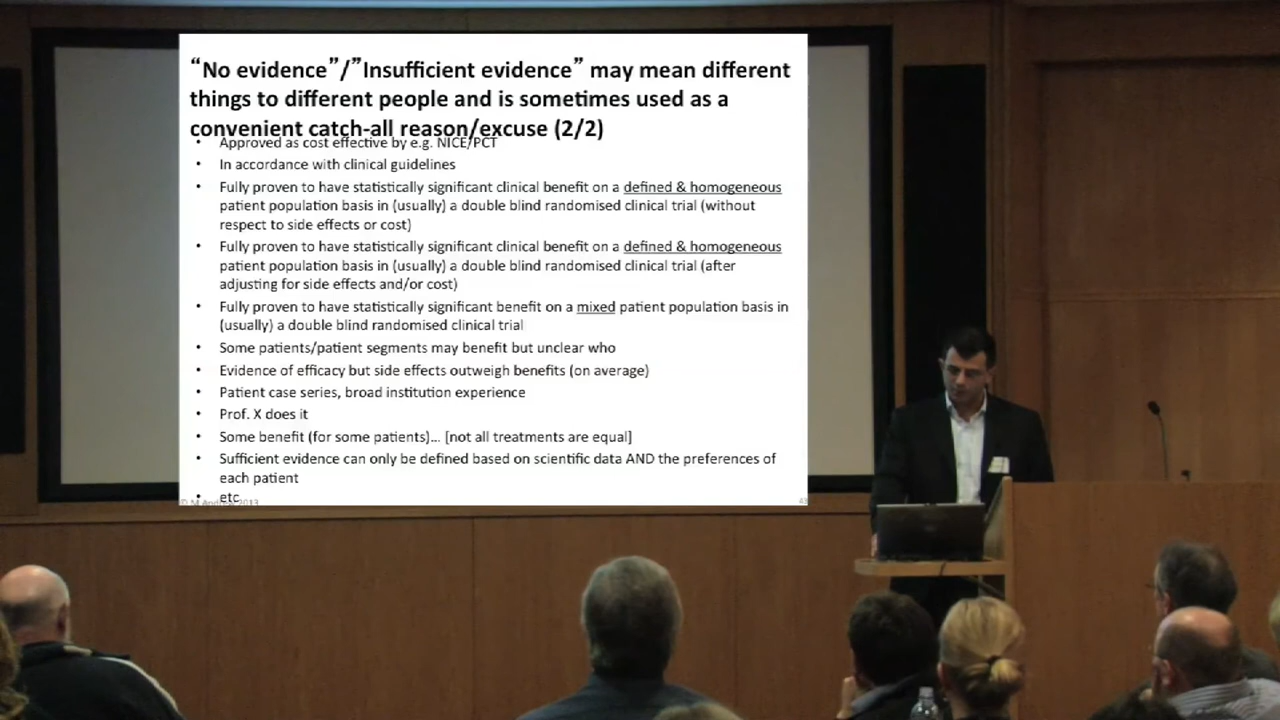 “No evidence”/”Insufficient evidence” may mean different
things to different people and is sometimes used as a
convenient catch-all reason/excuse (2/2)
• Approved as cost effective by e.g. NICE/PCT
• In accordance with clinical guidelines
• Fully proven to have statistically significant clinical benefit on a defined & homogeneous
patient population basis in (usually) a double blind randomised clinical trial (without
respect to side effects or cost)
• Fully proven to have statistically significant clinical benefit on a defined & homogeneous
patient population basis in (usually) a double blind randomised clinical trial (after
adjusting for side effects and/or cost)
• Fully proven to have statistically significant benefit on a mixed patient population basis in
(usually) a double blind randomised clinical trial
• Some patients/patient segments may benefit but unclear who
• Evidence of efficacy but side effects outweigh benefits (on average)
• Patient case series, broad institution experience
• Prof. X does it
• Some benefit (for some patients)... [not all treatments are equal]
• Sufficient evidence can only be defined based on scientific data AND the preferences of
each patient
• etc
© M 2013